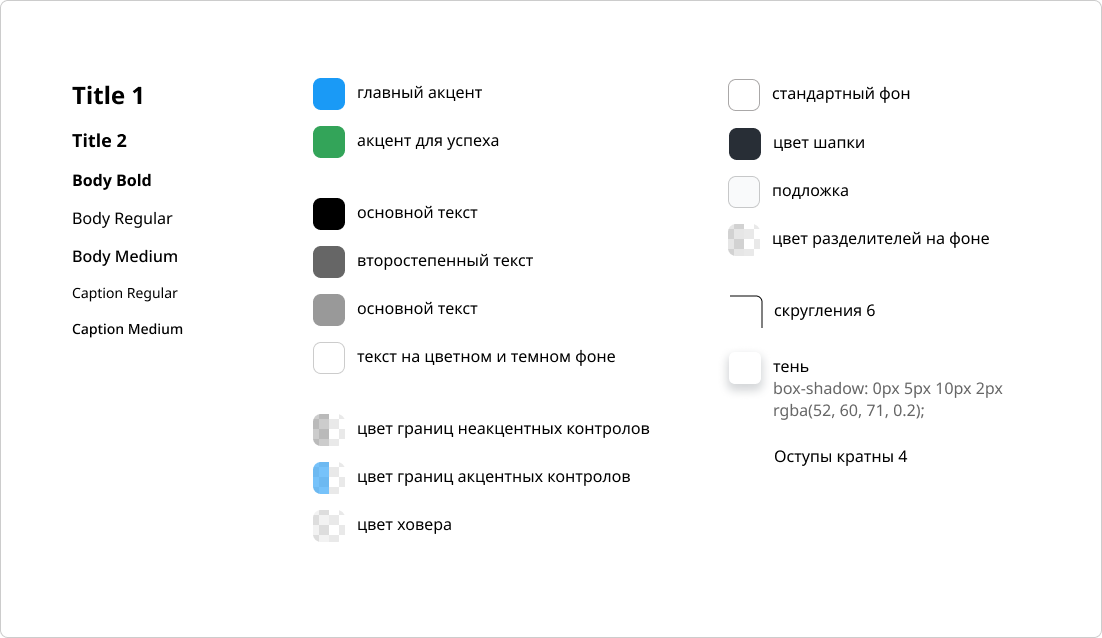 Title 1
Title 2
Body Bold
Body Regular
Body Medium
Caption Regular
Caption Medium
главный акцент
акцент для успеха
основной текст
второстепенный текст
основной текст
текст на цветном и темном фоне
цвет границ неакцентных контролов
цвет границ акцентных контролов
цвет ховера
стандартный фон
цвет шапки
подложка
цвет разделителей на фоне
скругления 6
тень
box-shadow: 0px 5px 10px 2px
rgba(52, 60, 71, 0.2);
Оступы кратны 4